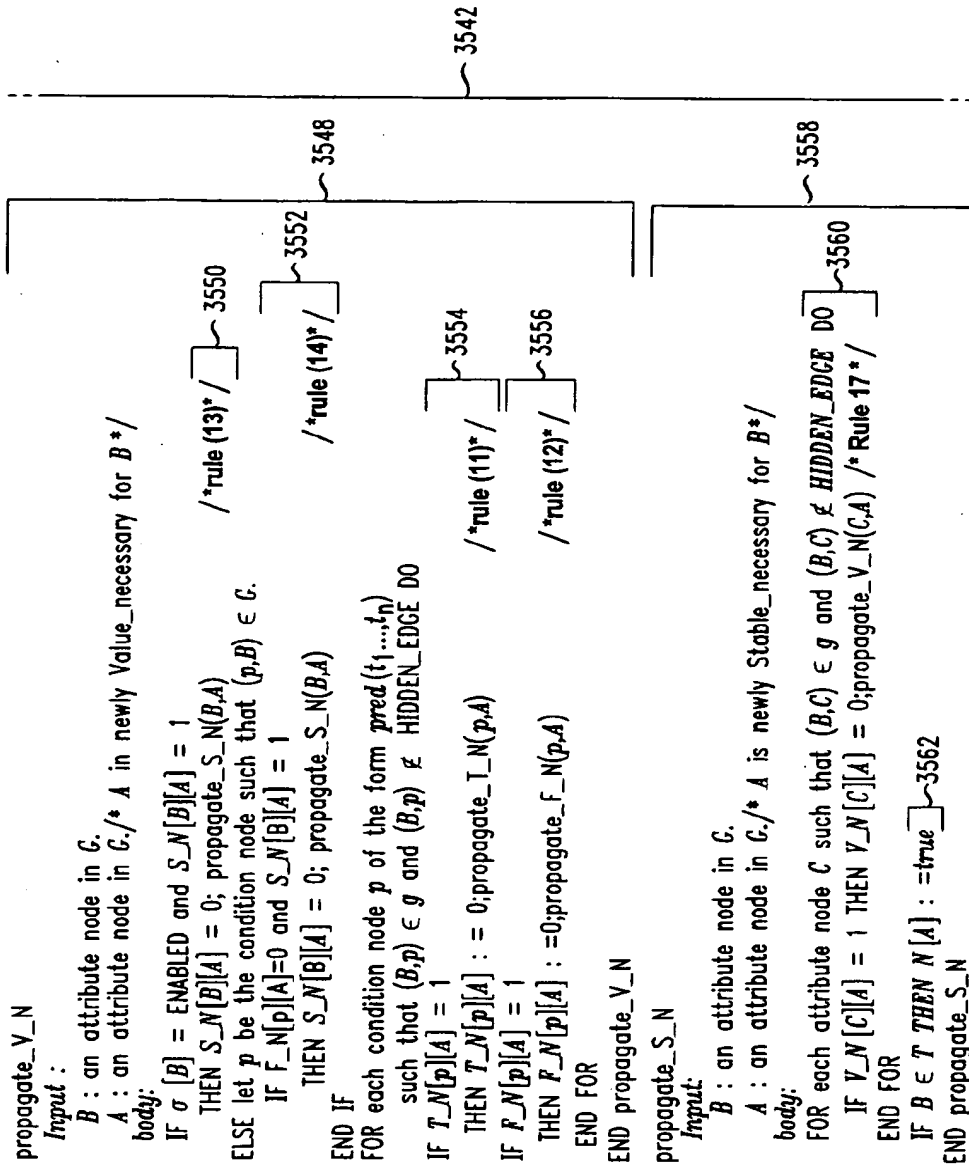 propagate_V_N
Input :
B : an attribute node in G.
A : an attribute node in G./* A in newly Value_necessary for B*/
body:
IF σ [B] = ENABLED and S_N[B][A] = 1
THEN S_N[B][A] = 0; propagate_S_N(B,A) /*rule (13)*/ 3550
ELSE let p be the condition node such that (p,B) ∈ G.
IF F_N[p][A]=0 and S_N[B][A] = 1
THEN S_N[B][A] = 0; propagate_S_N(B,A) /*rule (14)*/ 3552
END IF
FOR each condition node p of the form pred(t1...,tn)
such that (B,p) ∈ g and (B,p) ∉ HIDDEN_EDGE DO
IF T_N[p][A] = 1
THEN T_N[p][A] : = 0;propagate_T_N(p,A) /*rule (11)*/ 3554
IF F_N[p][A] = 1
THEN F_N[p][A] : =0;propagate_F_N(p,A) /*rule (12)*/ 3556
END FOR
END propagate_V_N
3548
3542
propagate_S_N
Input:
B : an attribute node in G.
A : an attribute node in G./* A is newly Stable_necessary for B*/
body:
FOR each attribute node C such that (B,C) ∈ g and (B,C) ∉ HIDDEN_EDGE DO
IF V_N[C][A] = 1 THEN V_N[C][A] = 0;propagate_V_N(C,A) /* Rule 17 */ 3560
END FOR
IF B ∈ T THEN N [A] : =true 3562
END propagate_S_N
3558